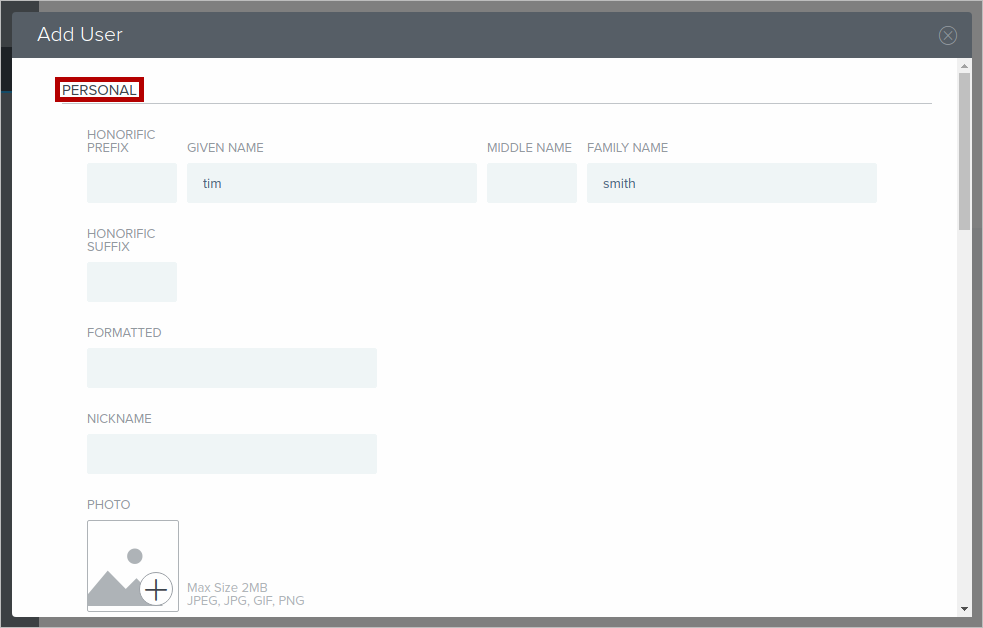 Add User
PERSONAL
HONORIFIC
PREFIX
GIVEN NAME
MIDDLE NAME
FAMILY NAME
tim
smith
HONORIFIC
SUFFIX
FORMATTED
NICKNAME
PHOTO
Max Size 2MB
JPEG, JPG, GIF, PNG